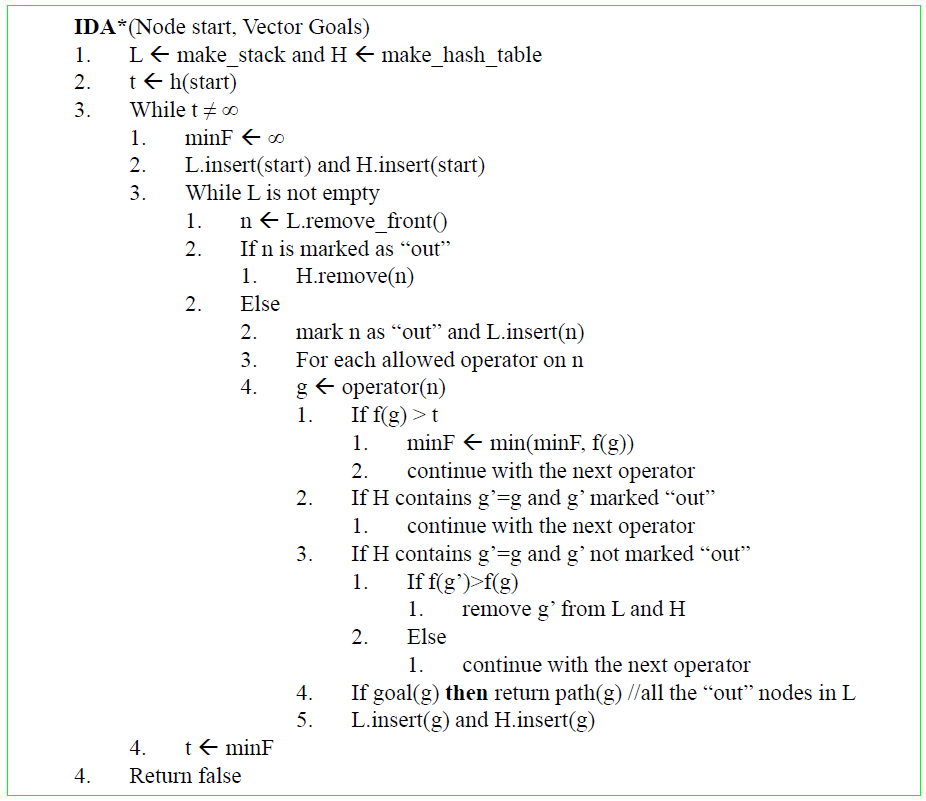 IDA*(Node start, Vector Goals)
1. L ← make_stack and H ← make_hash_table
2. t ← h(start)
3. While t ≠ ∞
1. minF ← ∞
2. L.insert(start) and H.insert(start)
3. While L is not empty
1. n ← L.remove_front()
2. If n is marked as “out”
1. H.remove(n)
2. Else
2. mark n as “out” and L.insert(n)
3. For each allowed operator on n
4. g ← operator(n)
1. If f(g) > t
1. minF ← min(minF, f(g))
2. continue with the next operator
2. If H contains g’=g and g’ marked “out”
1. continue with the next operator
3. If H contains g’=g and g’ not marked “out”
1. If f(g’)>f(g)
1. remove g’ from L and H
2. Else
1. continue with the next operator
4. If goal(g) then return path(g) //all the “out” nodes in L
5. L.insert(g) and H.insert(g)
4. t ← minF
4. Return false